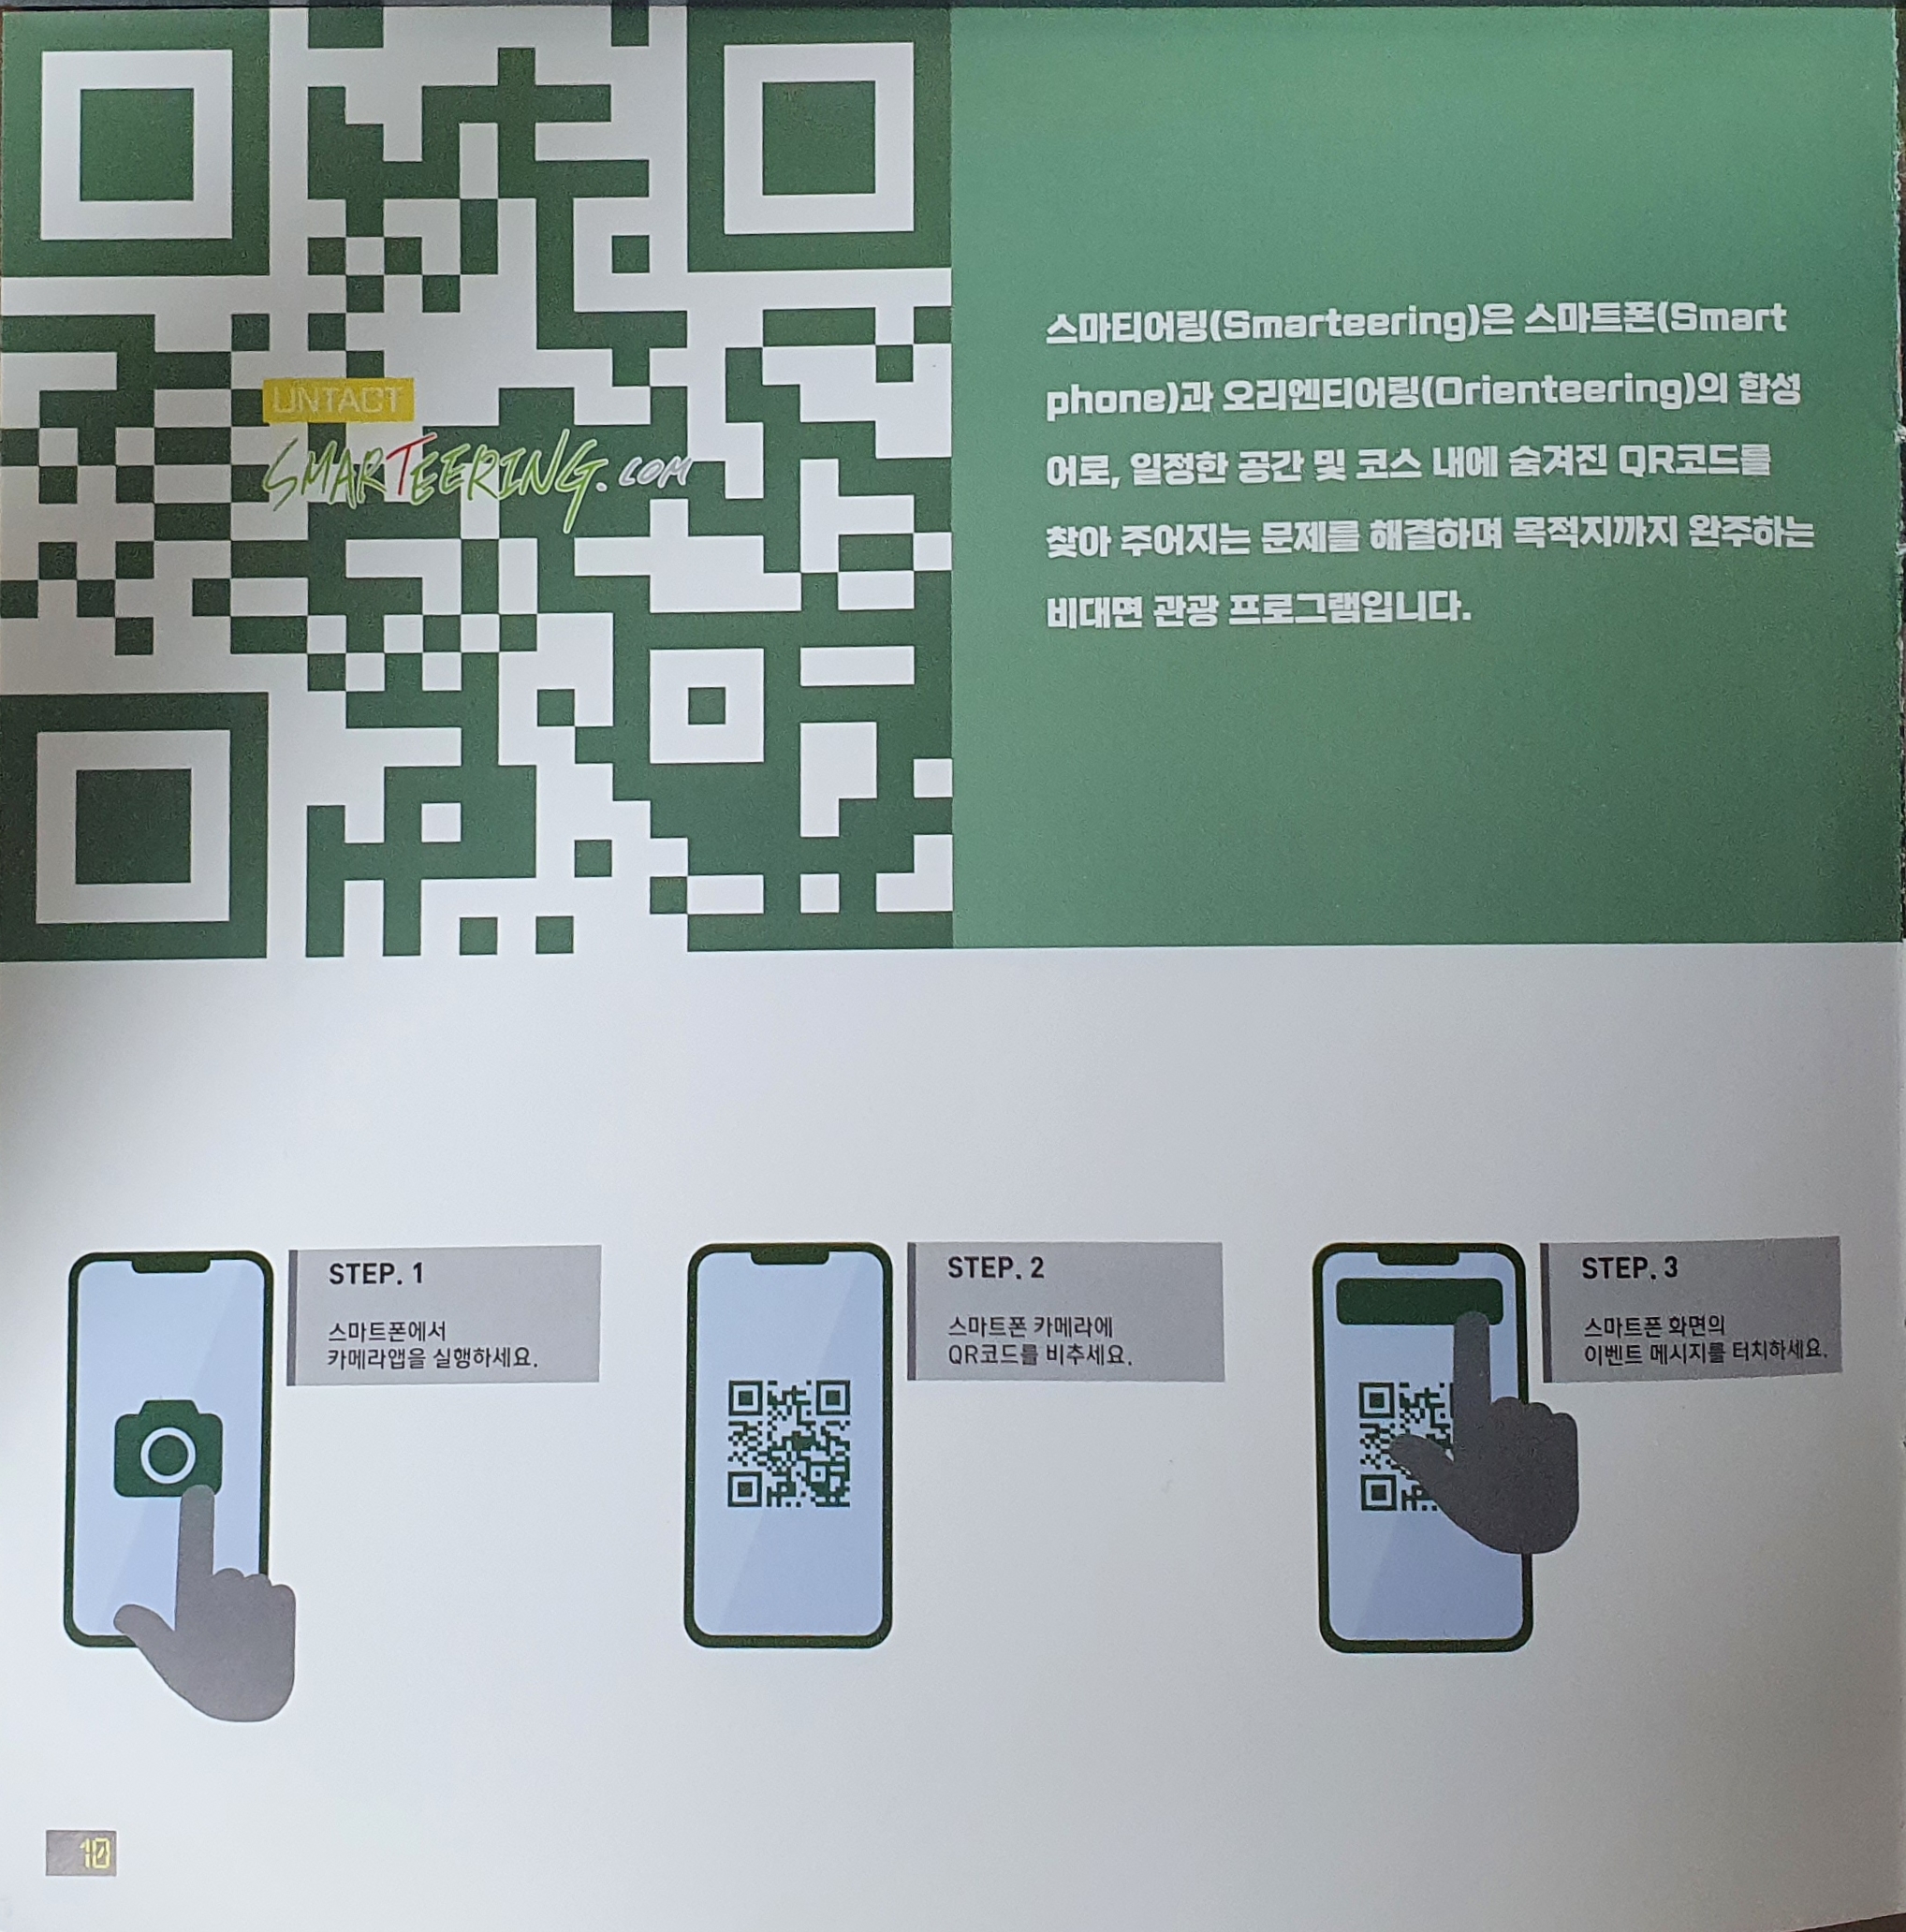 UNTACT
SMARTEERING.COM
스마티어링(Smarteering)은 스마트폰(Smart
phone)과 오리엔티어링(Orienteering)의 합성
어로, 일정한 공간 및 코스 내에 숨겨진 QR코드를
찾아 주어지는 문제를 해결하며 목적지까지 완주하는
비대면 관광 프로그램입니다.
STEP. 1
스마트폰에서
카메라앱을 실행하세요.
STEP. 2
스마트폰 카메라에
QR코드를 비추세요.
STEP. 3
스마트폰 화면의
이벤트 메시지를 터치하세요.
10